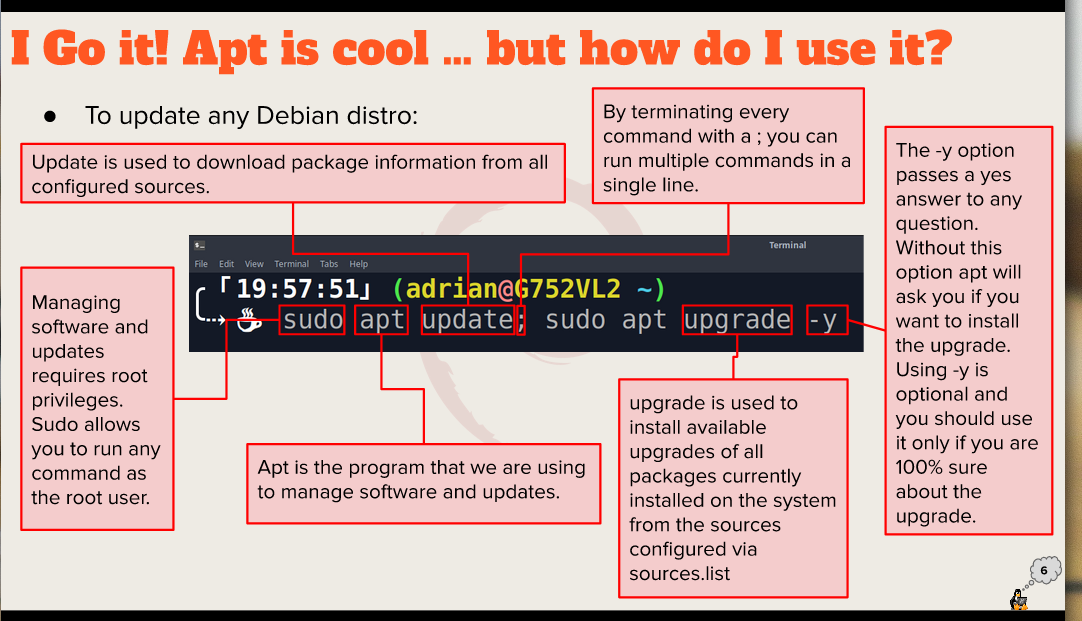 I Go it! Apt is cool ... but how do I use it?
● To update any Debian distro:
Update is used to download package information from all
configured sources.
By terminating every
command with a ; you can
run multiple commands in a
single line.
The -y option
passes a yes
answer to any
question.
Without this
option apt will
ask you if you
want to install
the upgrade.
Using -y is
optional and
you should use
it only if you are
100% sure
about the
upgrade.
Terminal
File Edit View Terminal Tabs Help
「19:57:51」 (adrian@G752VL2 ~)
sudo apt update; sudo apt upgrade -y
Managing
software and
updates
requires root
privileges.
Sudo allows
you to run any
command as
the root user.
Apt is the program that we are using
to manage software and updates.
upgrade is used to
install available
upgrades of all
packages currently
installed on the system
from the sources
configured via
sources.list
6